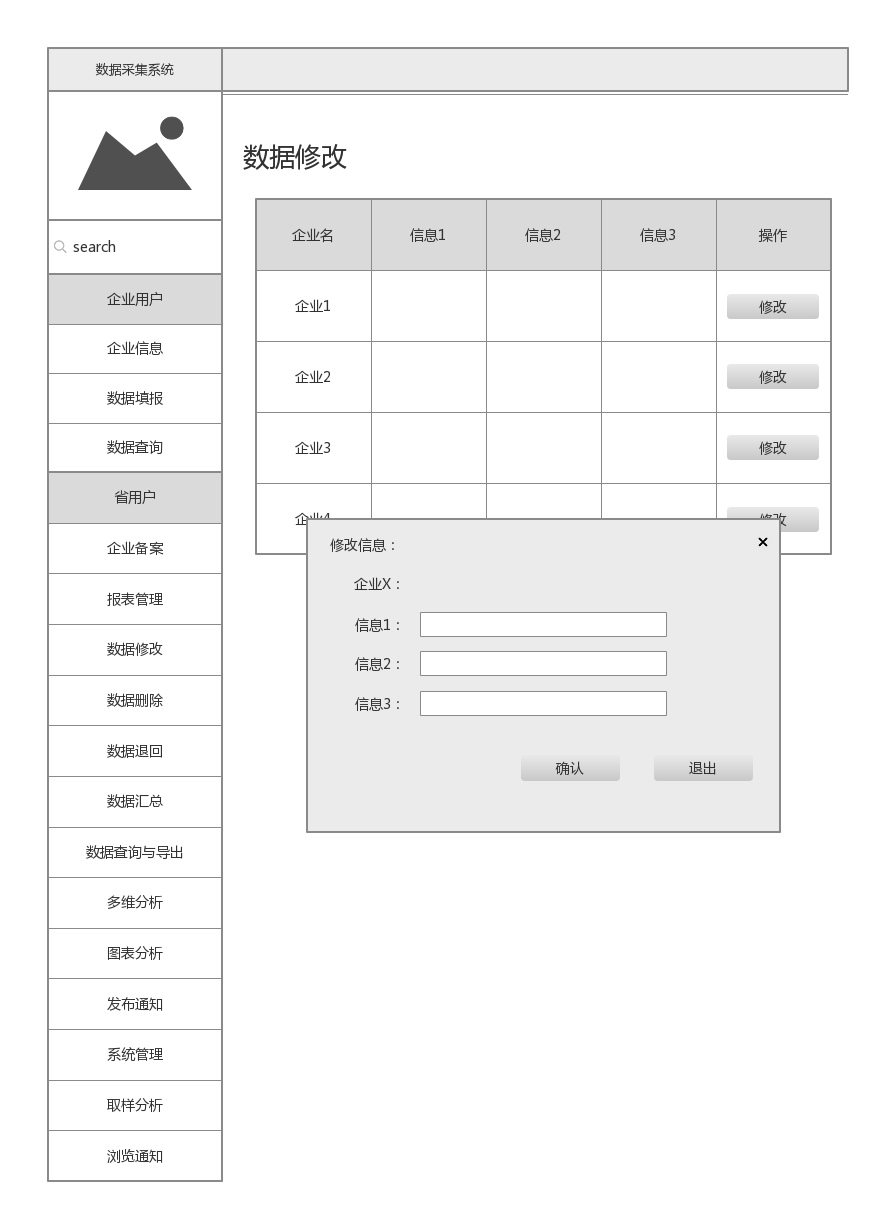 数据采集系统
search
企业用户
企业信息
数据填报
数据查询
省用户
企业备案
报表管理
数据修改
数据删除
数据退回
数据汇总
数据查询与导出
多维分析
图表分析
发布通知
系统管理
取样分析
浏览通知
数据修改
企业名 信息1 信息2 信息3 操作
企业1 修改
企业2 修改
企业3 修改
企业4 修改
修改信息：
企业X：
信息1：
信息2：
信息3：
确认 退出